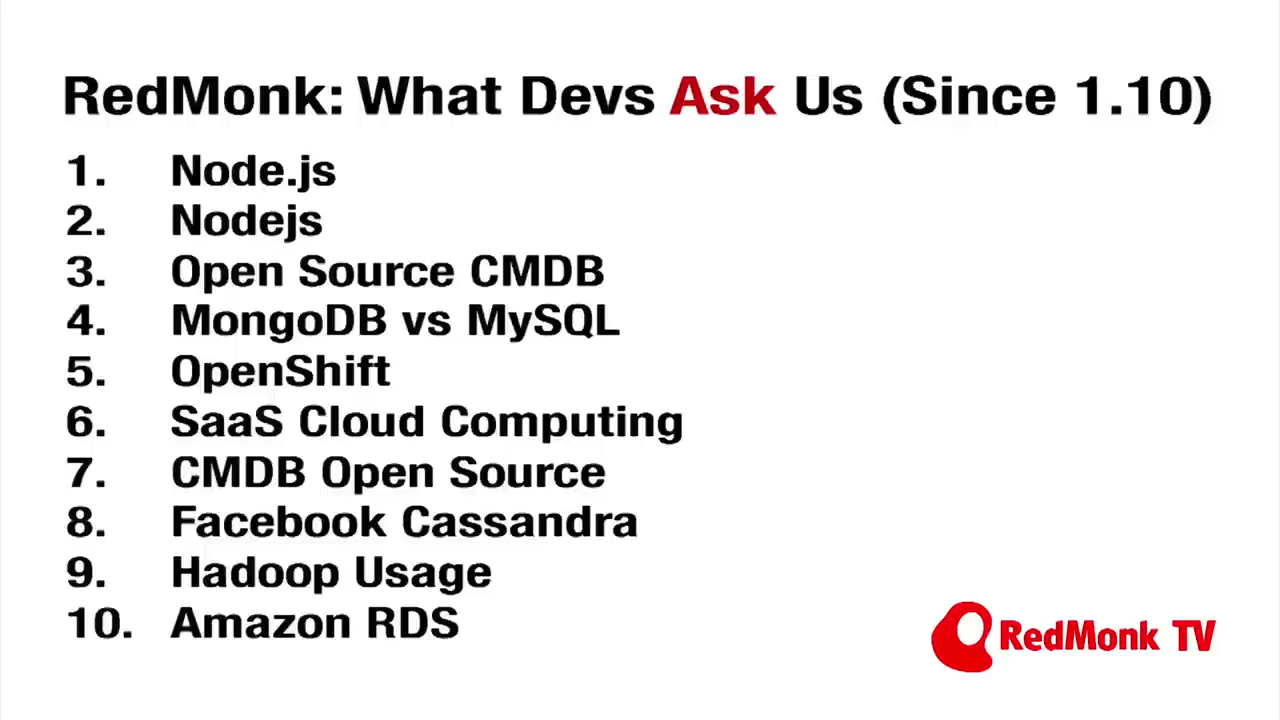 RedMonk: What Devs Ask Us (Since 1.10)
1. Node.js
2. Nodejs
3. Open Source CMDB
4. MongoDB vs MySQL
5. OpenShift
6. SaaS Cloud Computing
7. CMDB Open Source
8. Facebook Cassandra
9. Hadoop Usage
10. Amazon RDS
RedMonk TV